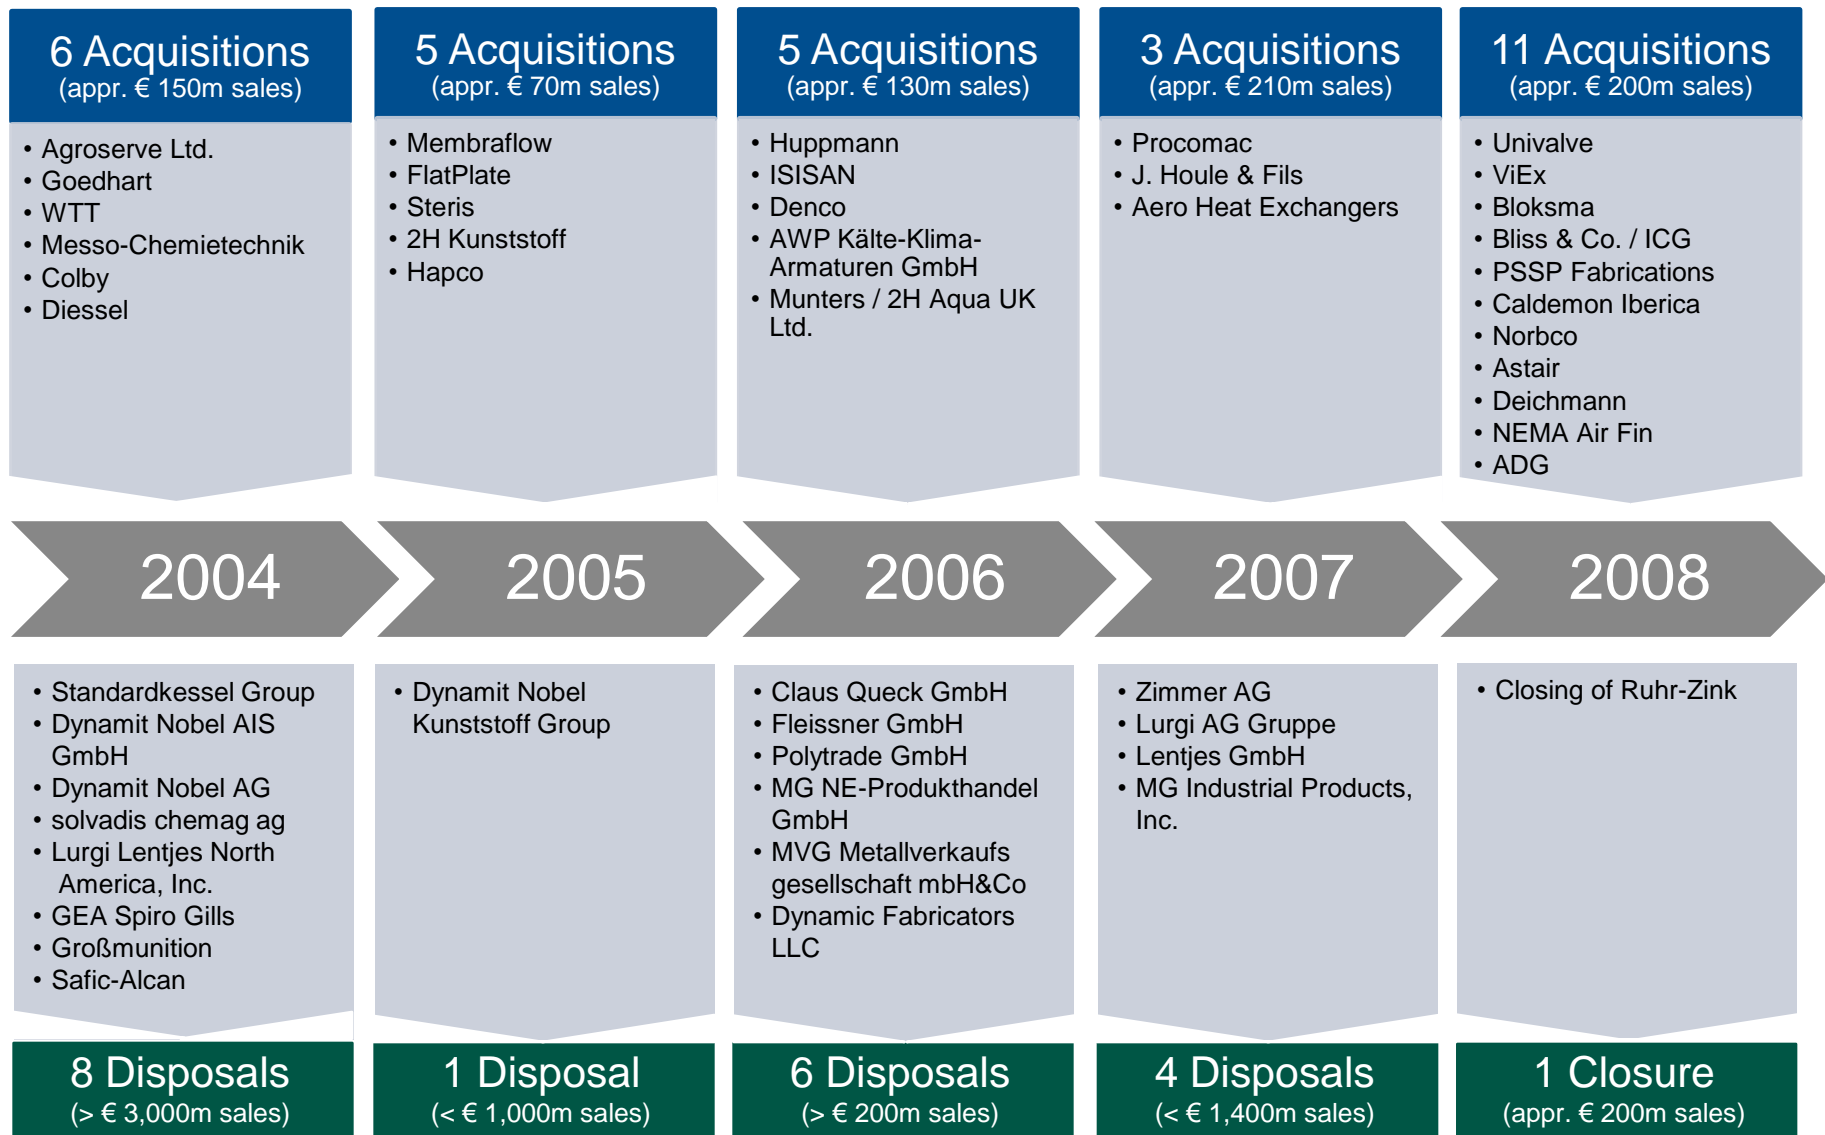 6 Acquisitions
(appr. € 150m sales)
• Agroserve Ltd.
• Goedhart
• WTT
• Messo-Chemietechnik
• Colby
• Diessel
5 Acquisitions
(appr. € 70m sales)
• Membraflow
• FlatPlate
• Steris
• 2H Kunststoff
• Hapco
5 Acquisitions
(appr. € 130m sales)
• Huppmann
• ISISAN
• Denco
• AWP Kälte-Klima-
Armaturen GmbH
• Munters / 2H Aqua UK
Ltd.
3 Acquisitions
(appr. € 210m sales)
• Procomac
• J. Houle & Fils
• Aero Heat Exchangers
11 Acquisitions
(appr. € 200m sales)
• Univalve
• ViEx
• Bloksma
• Bliss & Co. / ICG
• PSSP Fabrications
• Caldemon Iberica
• Norbco
• Astair
• Deichmann
• NEMA Air Fin
• ADG
2004
2005
2006
2007
2008
• Standardkessel Group
• Dynamit Nobel AIS
GmbH
• Dynamit Nobel AG
• solvadis chemag ag
• Lurgi Lentjes North
America, Inc.
• GEA Spiro Gills
• Großmunition
• Safic-Alcan
8 Disposals
(> € 3,000m sales)
• Dynamit Nobel
Kunststoff Group
1 Disposal
(< € 1,000m sales)
• Claus Queck GmbH
• Fleissner GmbH
• Polytrade GmbH
• MG NE-Produkthandel
GmbH
• MVG Metallverkaufs
gesellschaft mbH&Co
• Dynamic Fabricators
LLC
6 Disposals
(> € 200m sales)
• Zimmer AG
• Lurgi AG Gruppe
• Lentjes GmbH
• MG Industrial Products,
Inc.
4 Disposals
(< € 1,400m sales)
• Closing of Ruhr-Zink
1 Closure
(appr. € 200m sales)